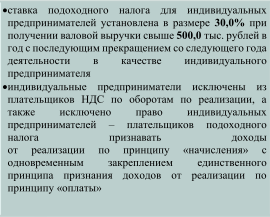 •ставка подоходного налога для индивидуальных
предпринимателей установлена в размере 30,0% при
получении валовой выручки свыше 500,0 тыс. рублей в
год с последующим прекращением со следующего года
деятельности в качестве индивидуального
предпринимателя
•индивидуальные предприниматели исключены из
плательщиков НДС по оборотам по реализации, а
также исключено право индивидуальных
предпринимателей – плательщиков подоходного
налога признавать доходы
от реализации по принципу «начисления» с
одновременным закреплением единственного
принципа признания доходов от реализации по
принципу «оплаты»